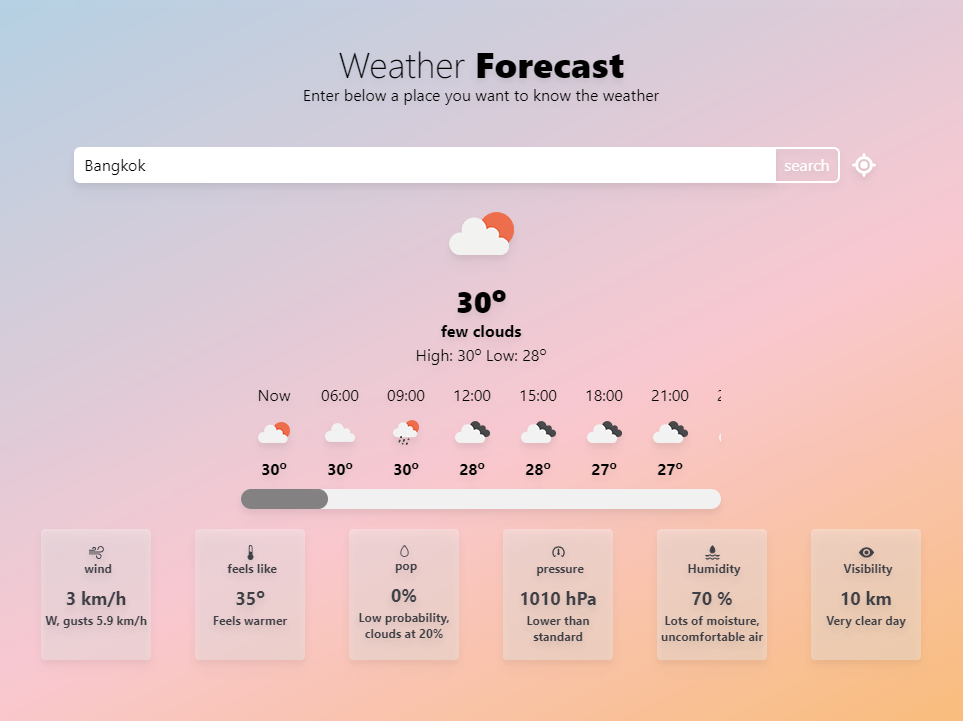 Weather Forecast
Enter below a place you want to know the weather
Bangkok
search
30º
few clouds
High: 30º Low: 28º
Now 06:00 09:00 12:00 15:00 18:00 21:00
30º 30º 30º 28º 28º 27º 27º
wind
3 km/h
W, gusts 5.9 km/h
feels like
35º
Feels warmer
pop
0%
Low probability,
clouds at 20%
pressure
1010 hPa
Lower than
standard
Humidity
70 %
Lots of moisture,
uncomfortable air
Visibility
10 km
Very clear day